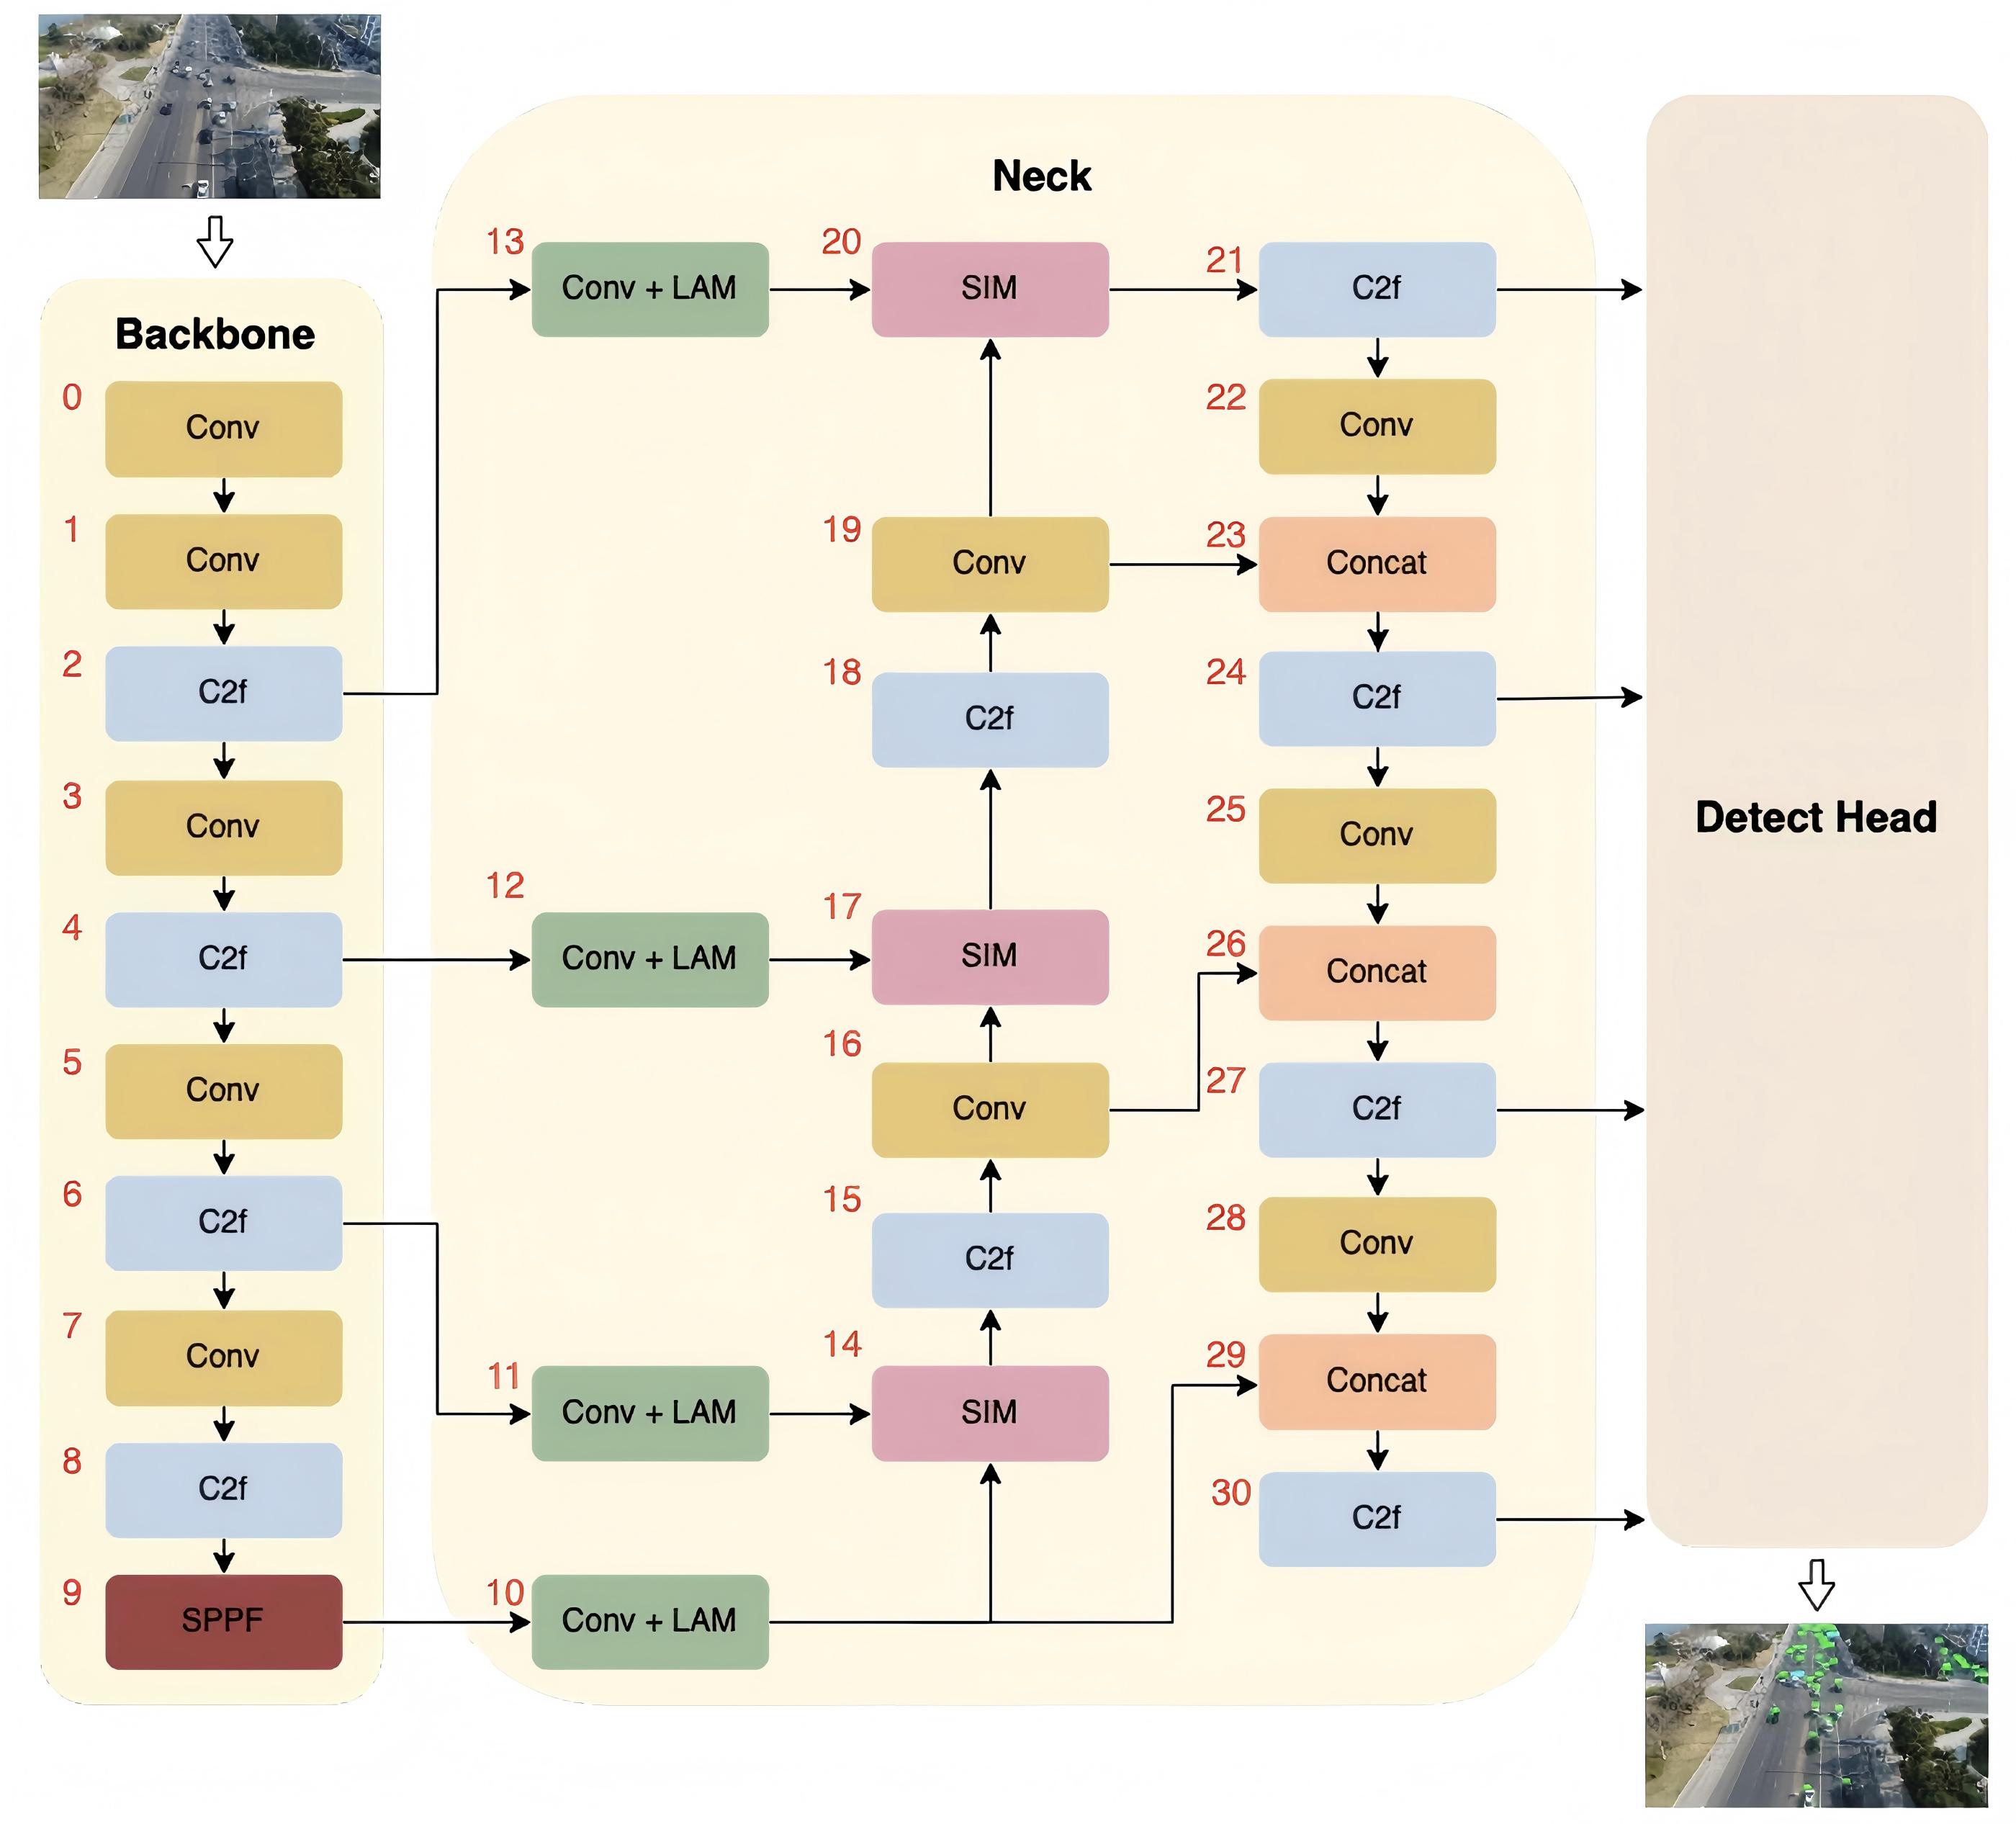 Backbone
0
Conv
1
Conv
2
C2f
3
Conv
4
C2f
5
Conv
6
C2f
7
Conv
8
C2f
9
SPPF
Neck
13
Conv + LAM
20
SIM
21
C2f
22
Conv
19
Conv
23
Concat
18
C2f
24
C2f
25
Conv
12
Conv + LAM
17
SIM
26
Concat
16
Conv
27
C2f
15
C2f
28
Conv
11
Conv + LAM
14
SIM
29
Concat
30
C2f
10
Conv + LAM
Detect Head